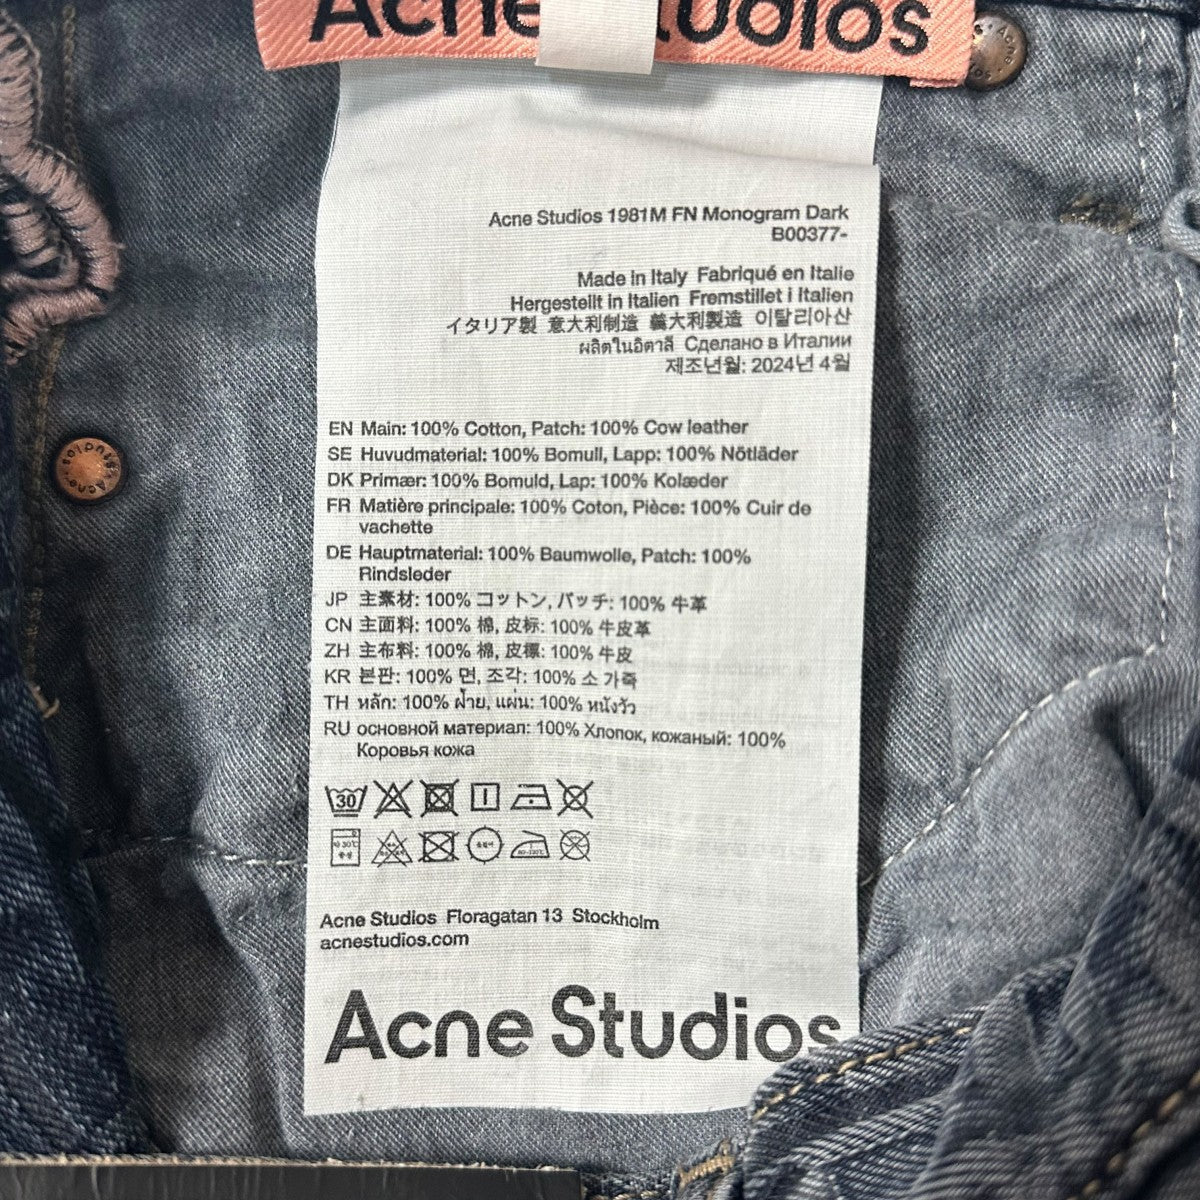 Acne Studios
Acne Studios 1981M FN Monogram Dark
B00377-
Made in Italy Fabriqué en Italie
Hergestellt in Italien Fremstillet i Italien
イタリア製 意大利制造 義大利製造 이탈리아산
ผลิตในอิตาลี Сделано в Италии
제조년월: 2024년 4월
EN Main: 100% Cotton, Patch: 100% Cow leather
SE Huvudmaterial: 100% Bomull, Lapp: 100% Nötläder
DK Primær: 100% Bomuld, Lap: 100% Kolæder
FR Matière principale: 100% Coton, Pièce: 100% Cuir de
vachette
DE Hauptmaterial: 100% Baumwolle, Patch: 100%
Rindsleder
JP 主素材: 100% コットン, パッチ: 100% 牛革
CN 主面料: 100% 棉, 皮标: 100% 牛皮革
ZH 主布料: 100% 棉, 皮標: 100% 牛皮
KR 본판: 100% 면, 조각: 100% 소 가죽
TH หลัก: 100% ฝ้าย, แผ่น: 100% หนังวัว
RU основной материал: 100% Хлопок, кожаный: 100%
Коровья кожа
30
Acne Studios Floragatan 13 Stockholm
acnestudios.com
Acne Studios
Acne Studios